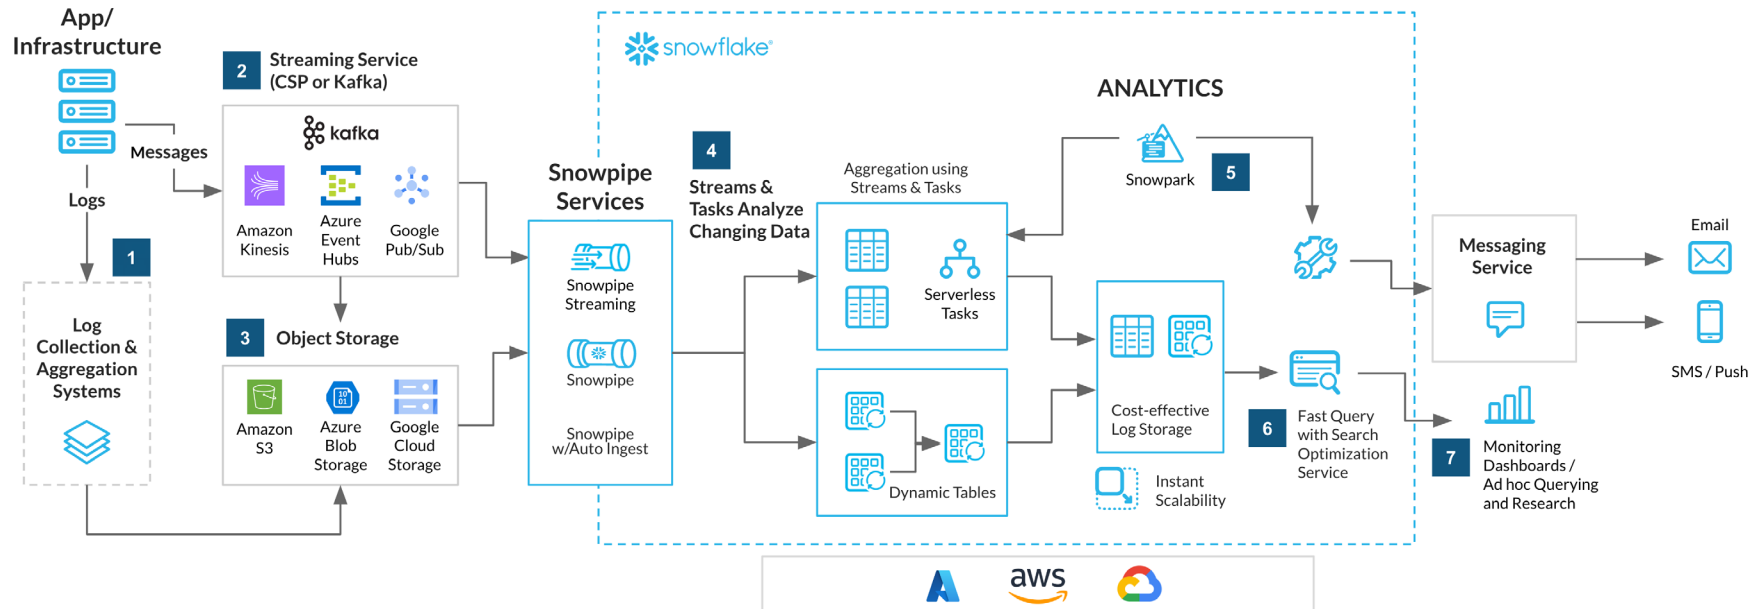 App/
Infrastructure
Messages
Logs
1
Log
Collection &
Aggregation
Systems
2
Streaming Service
(CSP or Kafka)
kafka
Amazon
Kinesis
Azure
Event
Hubs
Google
Pub/Sub
3
Object Storage
Amazon
S3
10
01
Azure
Blob
Storage
Google
Cloud
Storage
Snowpipe
Services
Snowpipe
Streaming
Snowpipe
Snowpipe
w/Auto Ingest
snowflake®
4
Streams &
Tasks Analyze
Changing Data
Aggregation using
Streams & Tasks
Serverless
Tasks
Dynamic Tables
ANALYTICS
Snowpark
5
Cost-effective
Log Storage
Instant
Scalability
6
Fast Query
with Search
Optimization
Service
Messaging
Service
Email
SMS / Push
7
Monitoring
Dashboards /
Ad hoc Querying
and Research
aws